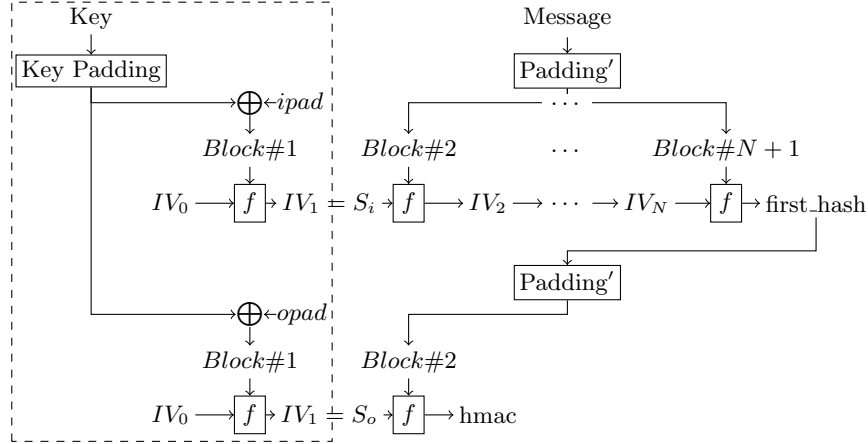 Key Message
Key Padding Padding′
⊕ ipad · · ·
Block#1 Block#2 · · · Block#N + 1
IV₀ f IV₁ = Sᵢ f IV₂ · · · IV_N f first_hash
Padding′
⊕ opad
Block#1 Block#2
IV₀ f IV₁ = Sₒ f hmac